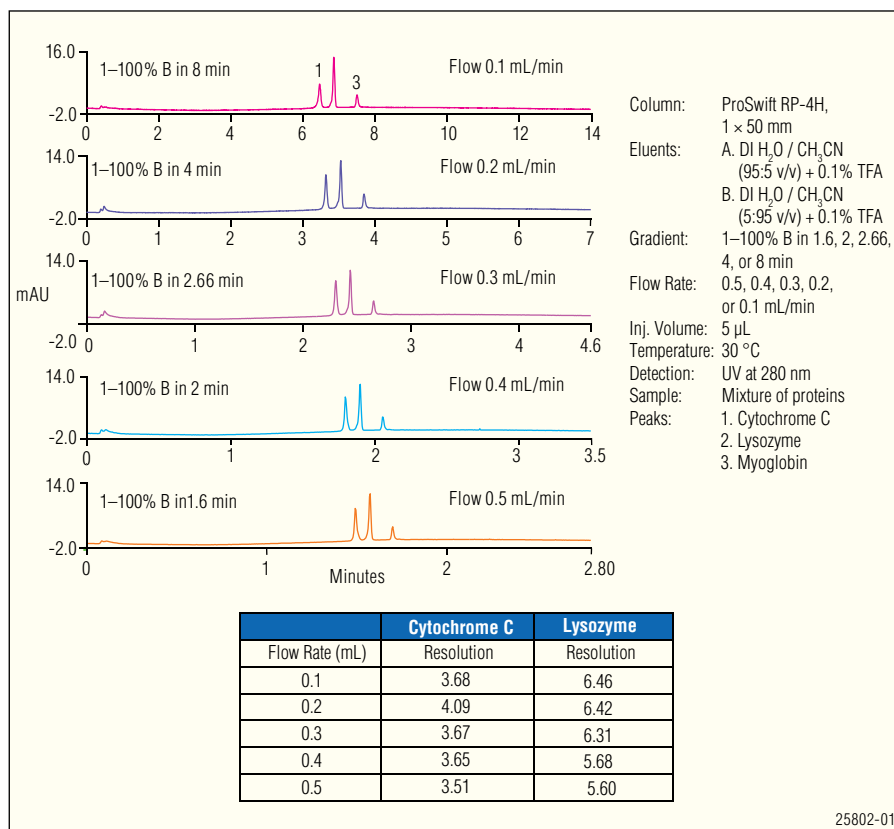 16.0
1–100% B in 8 min
1
3
Flow 0.1 mL/min
-2.0
0 2 4 6 8 10 12 14
14.0
1–100% B in 4 min
Flow 0.2 mL/min
-2.0
0 1 2 3 4 5 6 7
14.0
1–100% B in 2.66 min
Flow 0.3 mL/min
mAU
-2.0
0 1 2 3 4 4.6
14.0
1–100% B in 2 min
Flow 0.4 mL/min
-2.0
0 1 2 3 3.5
14.0
1–100% B in1.6 min
Flow 0.5 mL/min
-2.0
0 1 2 2.80
Minutes
Column: ProSwift RP-4H,
1 × 50 mm
Eluents: A. DI H2O / CH3CN
(95:5 v/v) + 0.1% TFA
B. DI H2O / CH3CN
(5:95 v/v) + 0.1% TFA
Gradient: 1–100% B in 1.6, 2, 2.66,
4, or 8 min
Flow Rate: 0.5, 0.4, 0.3, 0.2,
or 0.1 mL/min
Inj. Volume: 5 µL
Temperature: 30 °C
Detection: UV at 280 nm
Sample: Mixture of proteins
Peaks: 1. Cytochrome C
2. Lysozyme
3. Myoglobin
Cytochrome C Lysozyme
Flow Rate (mL) Resolution Resolution
0.1 3.68 6.46
0.2 4.09 6.42
0.3 3.67 6.31
0.4 3.65 5.68
0.5 3.51 5.60
25802-01